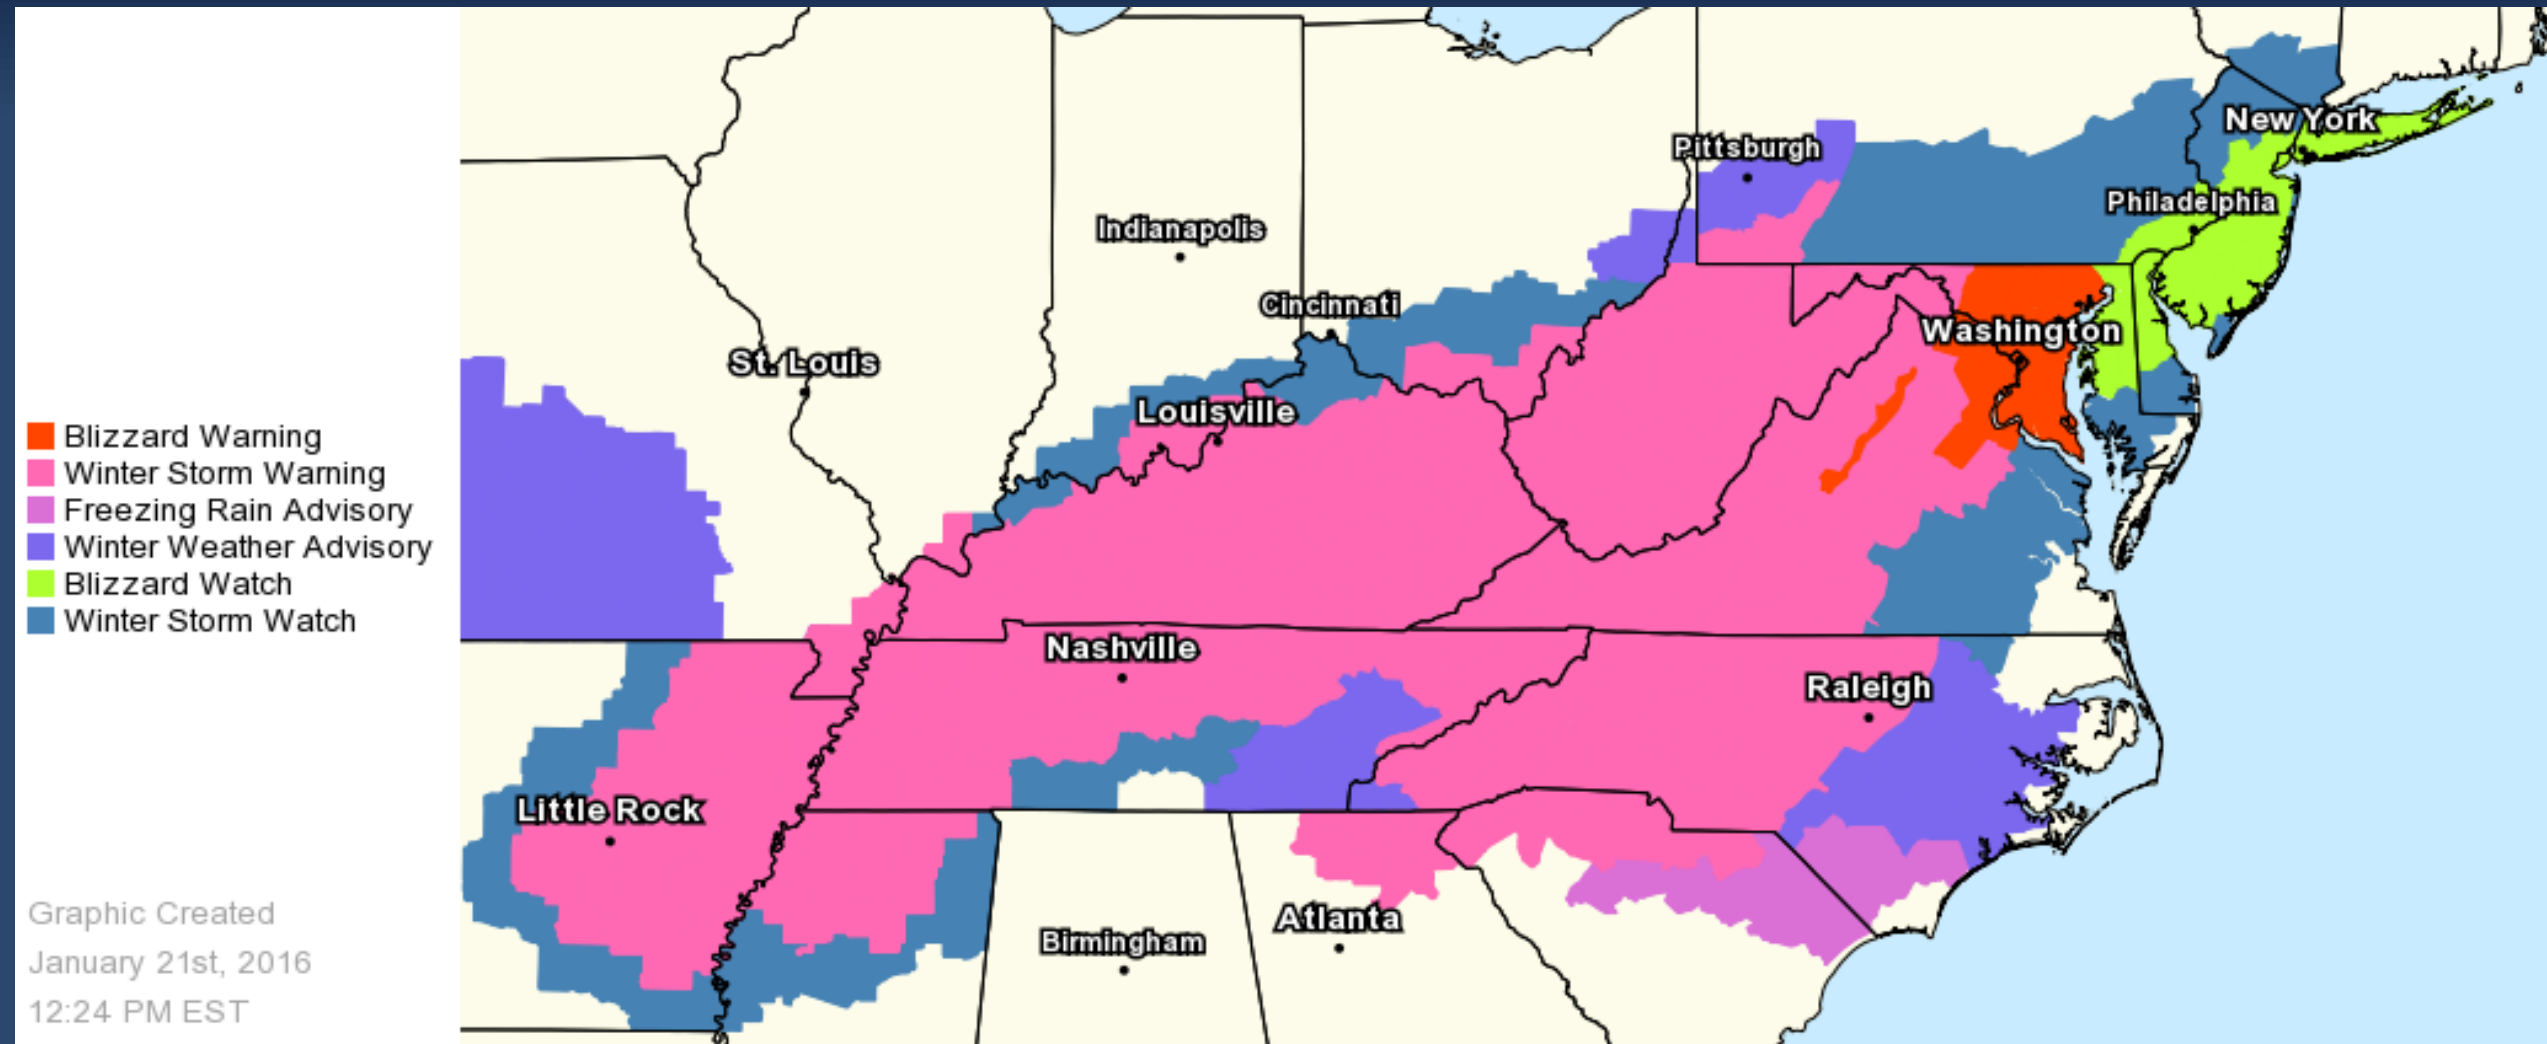 Blizzard Warning
Winter Storm Warning
Freezing Rain Advisory
Winter Weather Advisory
Blizzard Watch
Winter Storm Watch
Graphic Created
January 21st, 2016
12:24 PM EST
New York
Pittsburgh
Philadelphia
Indianapolis
Cincinnati
Washington
St. Louis
Louisville
Nashville
Raleigh
Little Rock
Atlanta
Birmingham